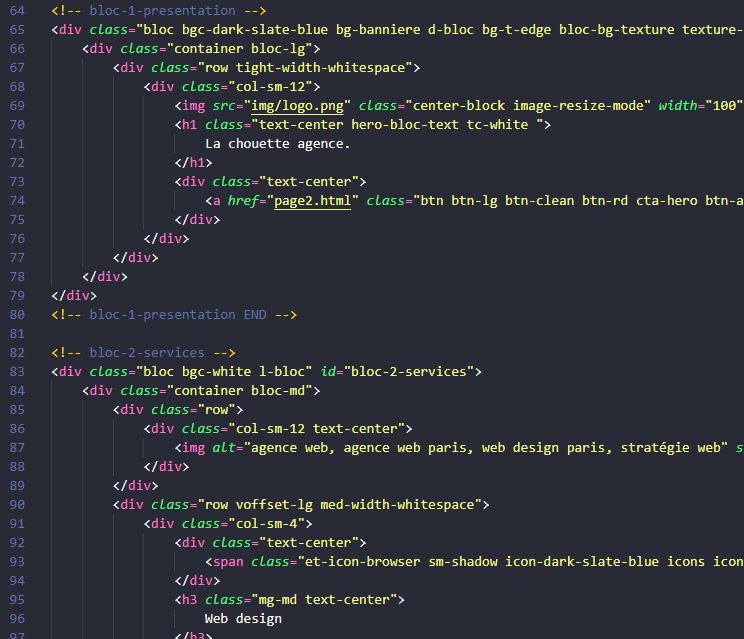 64 <!-- bloc-1-presentation -->
65 <div class="bloc bgc-dark-slate-blue bg-banniere d-bloc bg-t-edge bloc-bg-texture texture-
66 <div class="container bloc-lg">
67 <div class="row tight-width-whitespace">
68 <div class="col-sm-12">
69 <img src="img/logo.png" class="center-block image-resize-mode" width="100"
70 <h1 class="text-center hero-bloc-text tc-white ">
71 La chouette agence.
72 </h1>
73 <div class="text-center">
74 <a href="page2.html" class="btn btn-lg btn-clean btn-rd cta-hero btn-a
75 </div>
76 </div>
77 </div>
78 </div>
79 </div>
80 <!-- bloc-1-presentation END -->
81
82 <!-- bloc-2-services -->
83 <div class="bloc bgc-white l-bloc" id="bloc-2-services">
84 <div class="container bloc-md">
85 <div class="row">
86 <div class="col-sm-12 text-center">
87 <img alt="agence web, agence web paris, web design paris, stratégie web" s
88 </div>
89 </div>
90 <div class="row voffset-lg med-width-whitespace">
91 <div class="col-sm-4">
92 <div class="text-center">
93 <span class="et-icon-browser sm-shadow icon-dark-slate-blue icons icon
94 </div>
95 <h3 class="mg-md text-center">
96 Web design
97 </h3>